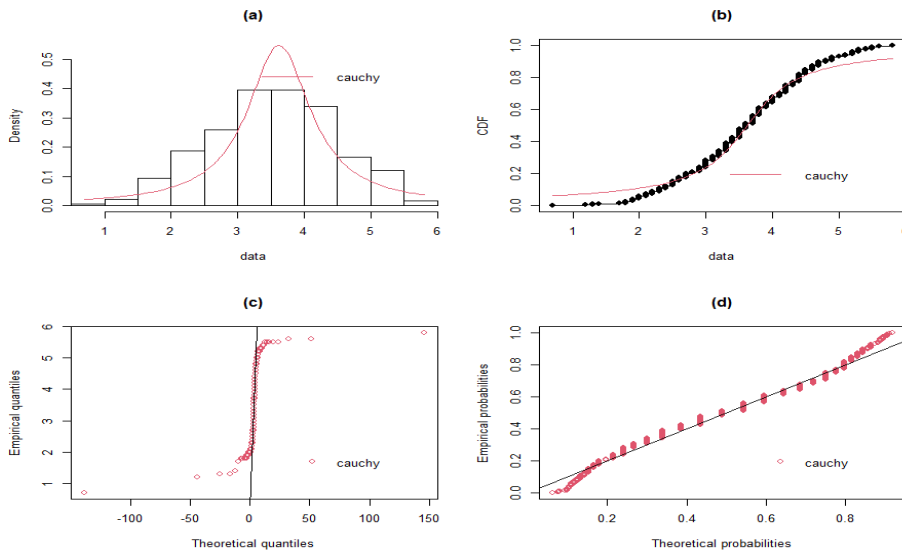 (a)
Density
0.0 0.1 0.2 0.3 0.4 0.5
cauchy
1 2 3 4 5 6
data
(b)
CDF
0.0 0.2 0.4 0.6 0.8 1.0
cauchy
1 2 3 4 5 6
data
(c)
Empirical quantiles
1 2 3 4 5 6
cauchy
-100 -50 0 50 100 150
Theoretical quantiles
(d)
Empirical probabilities
0.0 0.2 0.4 0.6 0.8 1.0
cauchy
0.2 0.4 0.6 0.8
Theoretical probabilities